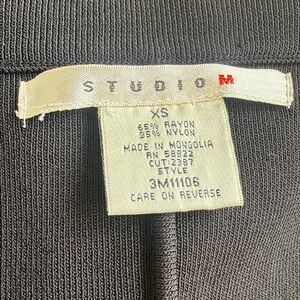 STUDIO M
XS
65% RAYON
35% NYLON
MADE IN MONGOLIA
RN 58822
CUT:2387
STYLE
3M11106
CARE ON REVERSE